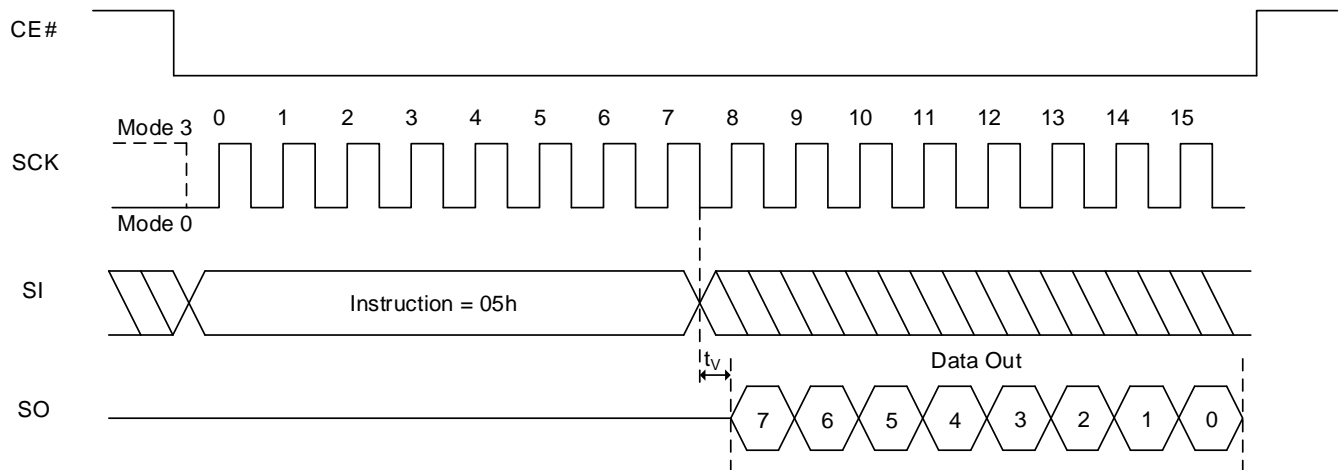 CE#
Mode 3
0 1 2 3 4 5 6 7 8 9 10 11 12 13 14 15
SCK
Mode 0
SI
Instruction = 05h
tV
Data Out
SO
7 6 5 4 3 2 1 0